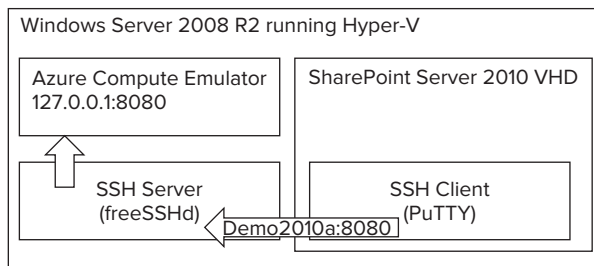 Windows Server 2008 R2 running Hyper-V
Azure Compute Emulator
127.0.0.1:8080
SharePoint Server 2010 VHD
SSH Server
(freeSSHd)
SSH Client
(PuTTY)
Demo2010a:8080